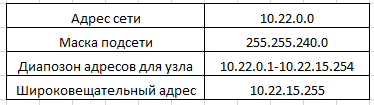 Адрес сети 10.22.0.0
Маска подсети 255.255.240.0
Диапозон адресов для узла 10.22.0.1-10.22.15.254
Широковещательный адрес 10.22.15.255